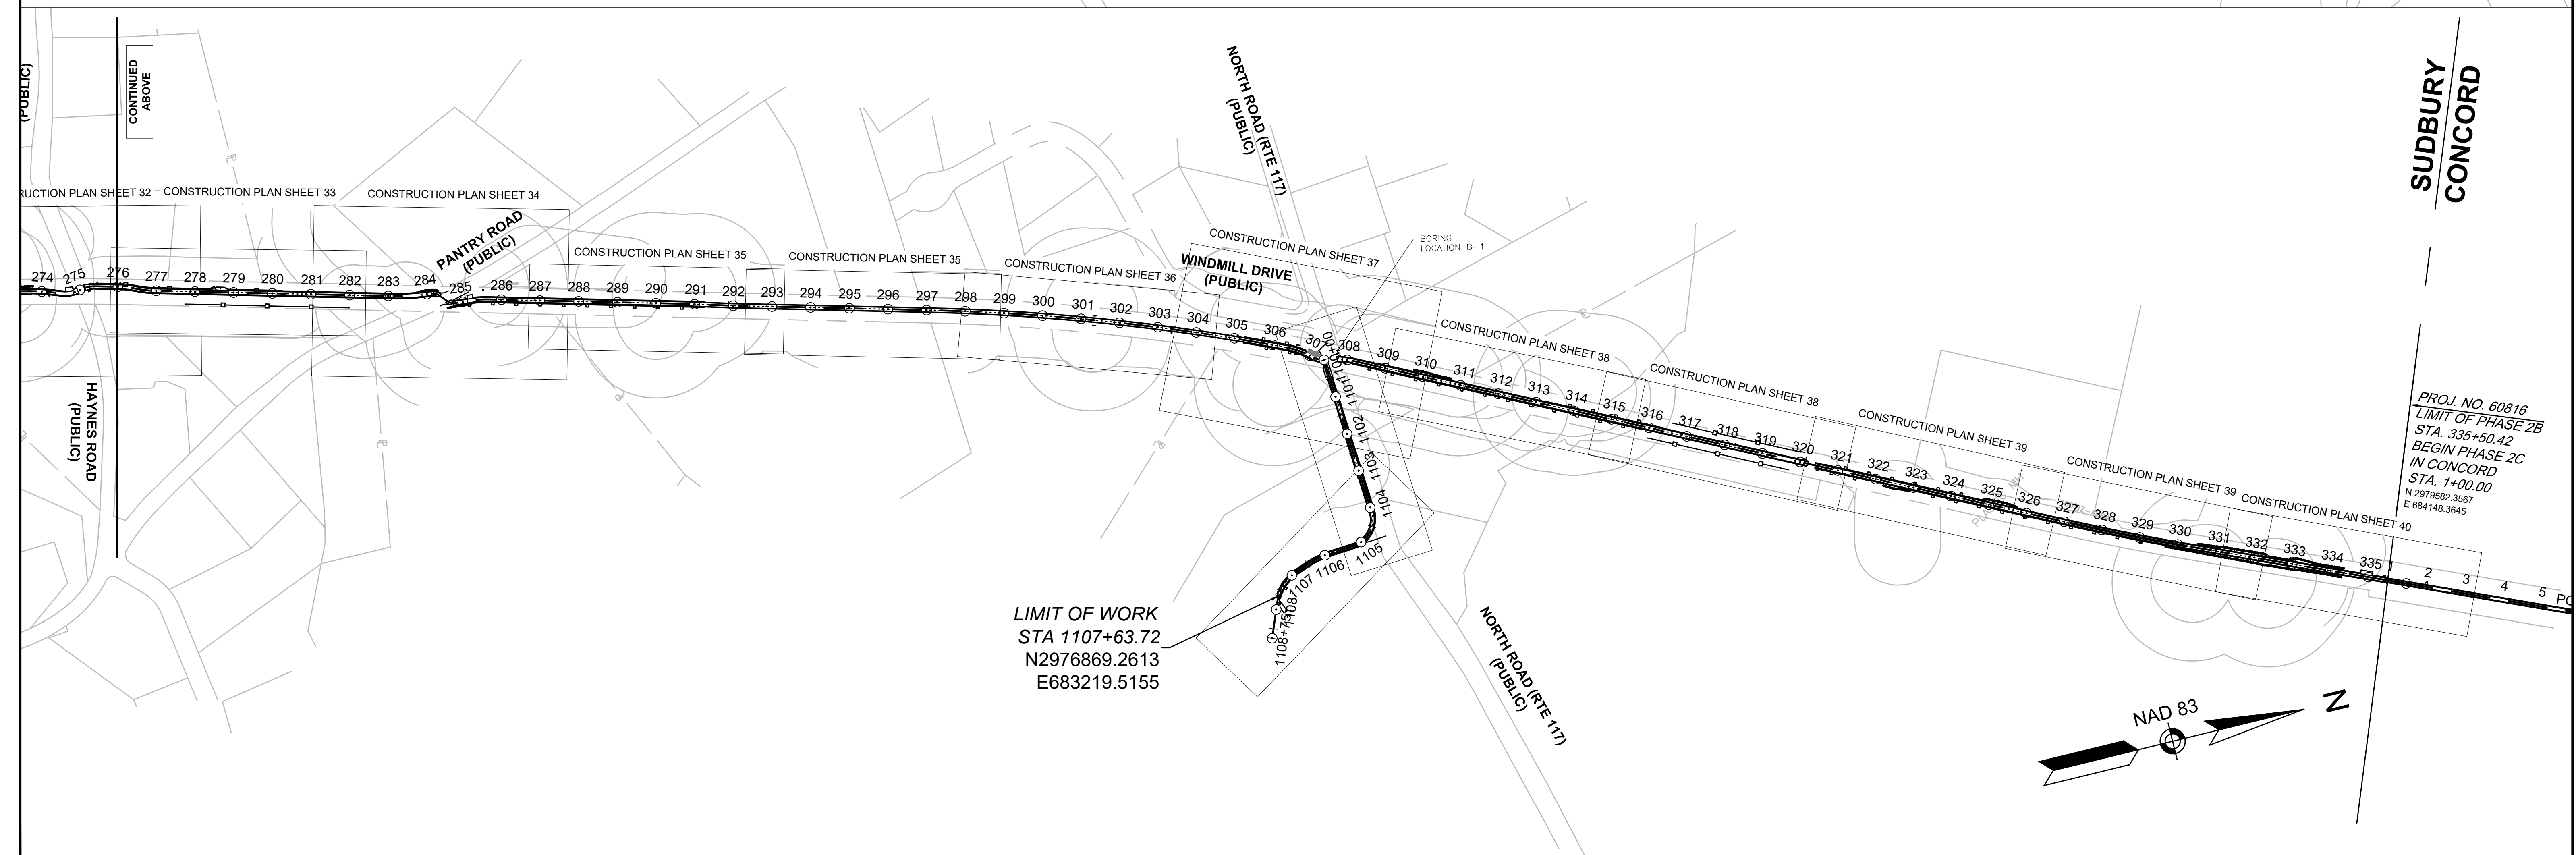 (PUBLIC)
CONTINUED
ABOVE
NORTH ROAD (RTE 117)
(PUBLIC)
SUDBURY
CONCORD
RUCTION PLAN SHEET 32
CONSTRUCTION PLAN SHEET 33
CONSTRUCTION PLAN SHEET 34
PANTRY ROAD
(PUBLIC)
CONSTRUCTION PLAN SHEET 35
CONSTRUCTION PLAN SHEET 35
CONSTRUCTION PLAN SHEET 36
CONSTRUCTION PLAN SHEET 37
WINDMILL DRIVE
(PUBLIC)
BORING
LOCATION B-1
CONSTRUCTION PLAN SHEET 38
CONSTRUCTION PLAN SHEET 38
CONSTRUCTION PLAN SHEET 39
CONSTRUCTION PLAN SHEET 39
CONSTRUCTION PLAN SHEET 40
274 275 276 277 278 279 280 281 282 283 284 285 286 287 288 289 290 291 292 293 294 295 296 297 298 299 300 301 302 303 304 305 306 307 308 309 310 311 312 313 314 315 316 317 318 319 320 321 322 323 324 325 326 327 328 329 330 331 332 333 334 335 1 2 3 4 5 PO
1101
1102
1103
1104
1105
1106
1107
1108
HAYNES ROAD
(PUBLIC)
PROJ. NO. 60816
LIMIT OF PHASE 2B
STA. 335+50.42
BEGIN PHASE 2C
IN CONCORD
STA. 1+00.00
N 2979582.3567
E 684148.3645
LIMIT OF WORK
STA 1107+63.72
N2976869.2613
E683219.5155
NORTH ROAD (RTE 117)
(PUBLIC)
NAD 83
N